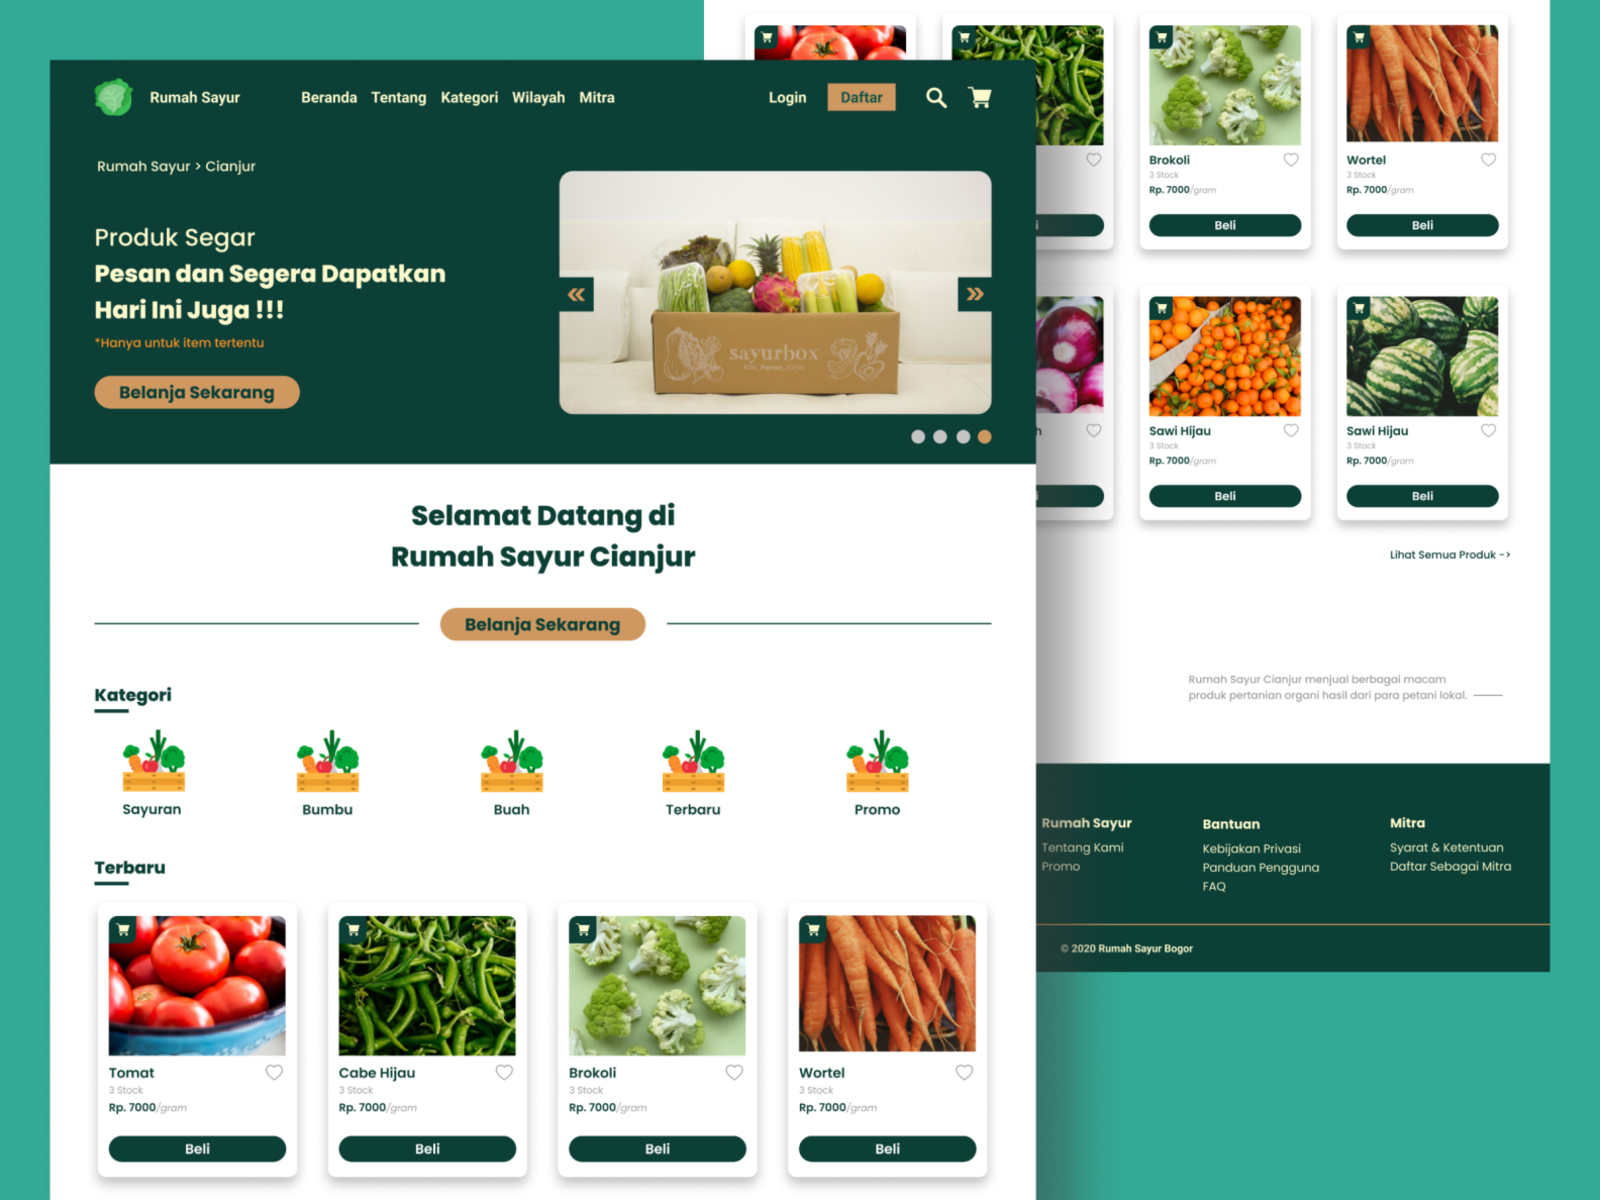 Rumah Sayur
Beranda Tentang Kategori Wilayah Mitra
Login
Daftar
Rumah Sayur > Cianjur
Produk Segar
Pesan dan Segera Dapatkan
Hari Ini Juga !!!
*Hanya untuk item tertentu
Belanja Sekarang
sayurbox
Selamat Datang di
Rumah Sayur Cianjur
Belanja Sekarang
Kategori
Sayuran
Bumbu
Buah
Terbaru
Promo
Terbaru
Tomat
3 Stock
Rp. 7000/gram
Beli
Cabe Hijau
3 Stock
Rp. 7000/gram
Beli
Brokoli
3 Stock
Rp. 7000/gram
Beli
Wortel
3 Stock
Rp. 7000/gram
Beli
Brokoli
3 Stock
Rp. 7000/gram
Beli
Wortel
3 Stock
Rp. 7000/gram
Beli
Sawi Hijau
3 Stock
Rp. 7000/gram
Beli
Sawi Hijau
3 Stock
Rp. 7000/gram
Beli
Lihat Semua Produk ->
Rumah Sayur Cianjur menjual berbagai macam
produk pertanian organi hasil dari para petani lokal.
Rumah Sayur
Tentang Kami
Promo
Bantuan
Kebijakan Privasi
Panduan Pengguna
FAQ
Mitra
Syarat & Ketentuan
Daftar Sebagai Mitra
© 2020 Rumah Sayur Bogor